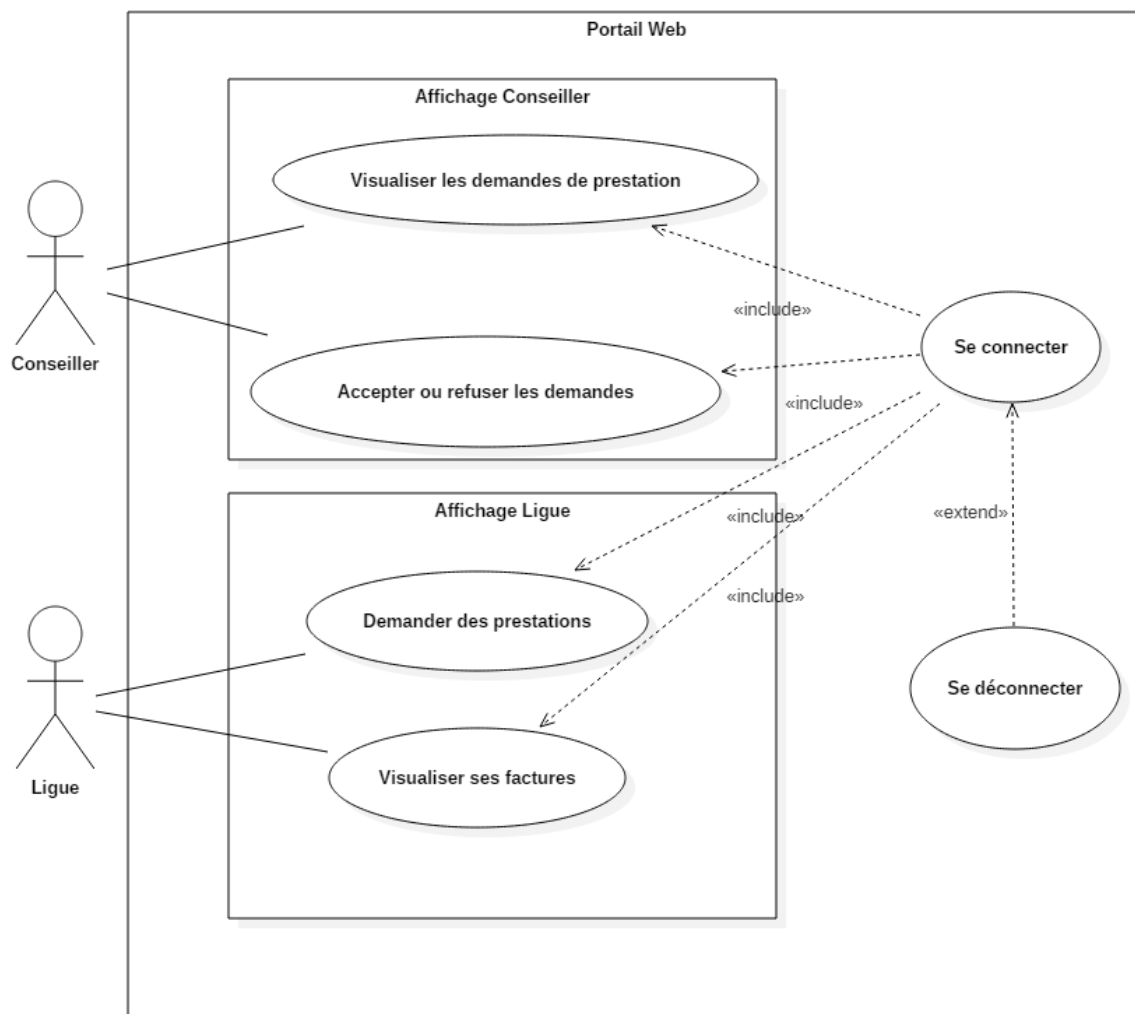 Portail Web
Affichage Conseiller
Visualiser les demandes de prestation
«include»
Se connecter
Conseiller
Accepter ou refuser les demandes
«include»
Affichage Ligue
«include»
«extend»
«include»
Demander des prestations
Se déconnecter
Visualiser ses factures
Ligue